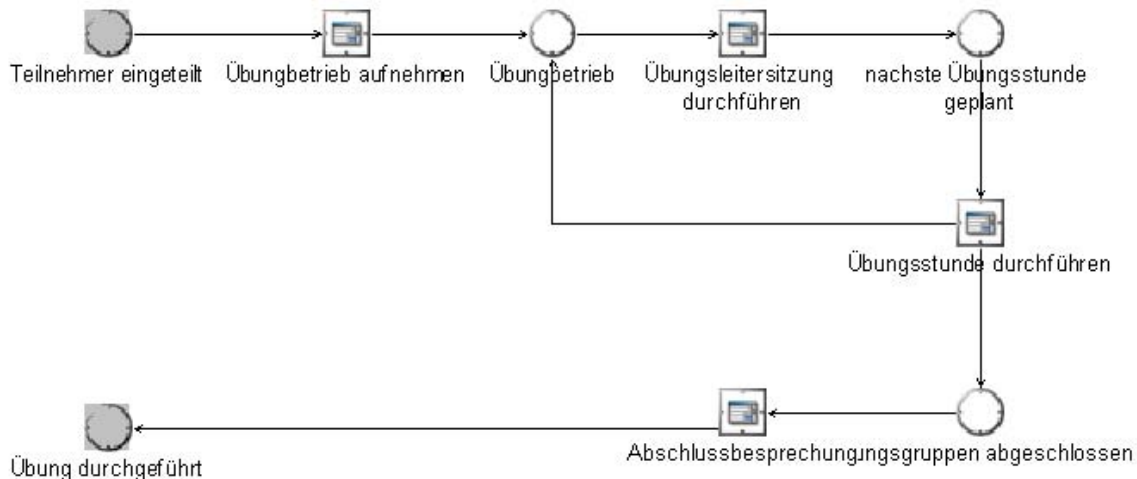 Teilnehmer eingeteilt
Übungbetrieb aufnehmen
Übungbetrieb
Übungsleitersitzung
durchführen
nachste Übungsstunde
geplant
Übungsstunde durchführen
Abschlussbesprechungungsgruppen abgeschlossen
Übung durchgeführt